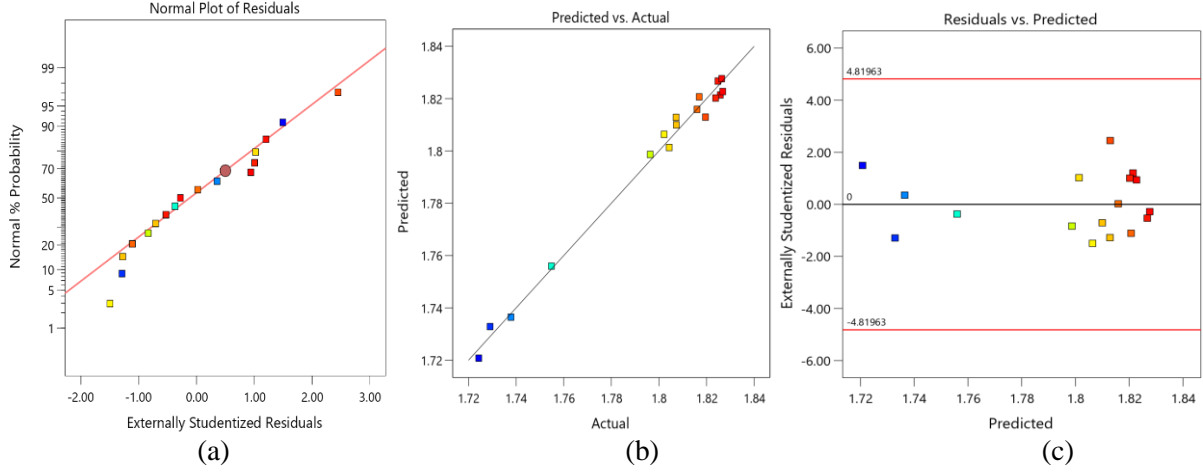 Normal Plot of Residuals
Normal % Probability
99
95
90
70
50
20
10
5
1
-2.00 -1.00 0.00 1.00 2.00 3.00
Externally Studentized Residuals
(a)
Predicted vs. Actual
Predicted
1.84
1.82
1.8
1.78
1.76
1.74
1.72
1.72 1.74 1.76 1.78 1.8 1.82 1.84
Actual
(b)
Residuals vs. Predicted
Externally Studentized Residuals
6.00
4.00
2.00
0.00
-2.00
-4.00
-6.00
4.81963
0
-4.81963
1.72 1.74 1.76 1.78 1.8 1.82 1.84
Predicted
(c)